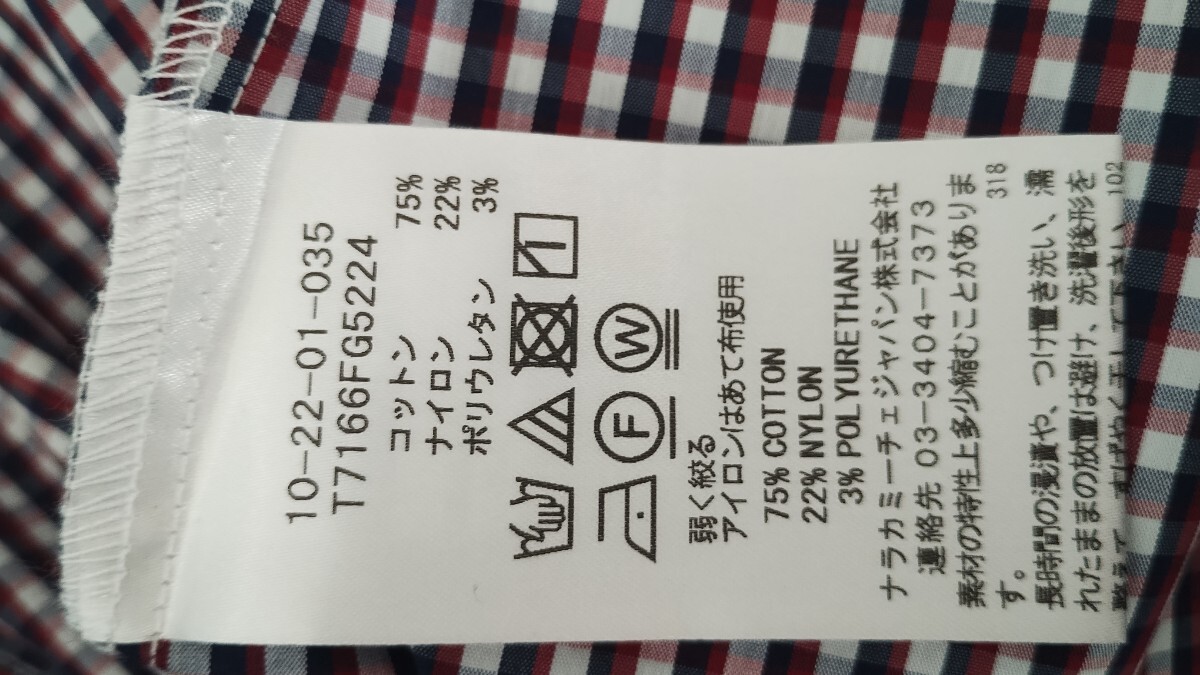 10-22-01-035
T7166FG5224
コットン 75%
ナイロン 22%
ポリウレタン 3%
F W
弱く絞る
アイロンはあて布使用
75% COTTON
22% NYLON
3% POLYURETHANE
ナラカミーチェジャパン株式会社
連絡先 03-3404-7373
素材の特性上多少縮むことがありま
す。
318
長時間の浸漬や、つけ置き洗い、濡
れたままの放置は避け、洗濯後形を
102